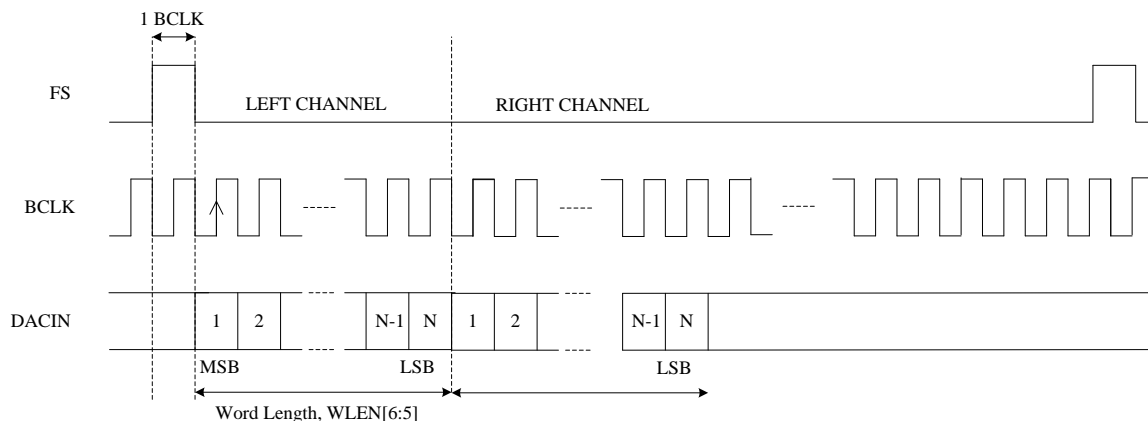 1 BCLK
FS
LEFT CHANNEL
RIGHT CHANNEL
BCLK
DACIN
1
2
N-1
N
1
2
N-1
N
MSB
LSB
LSB
Word Length, WLEN[6:5]